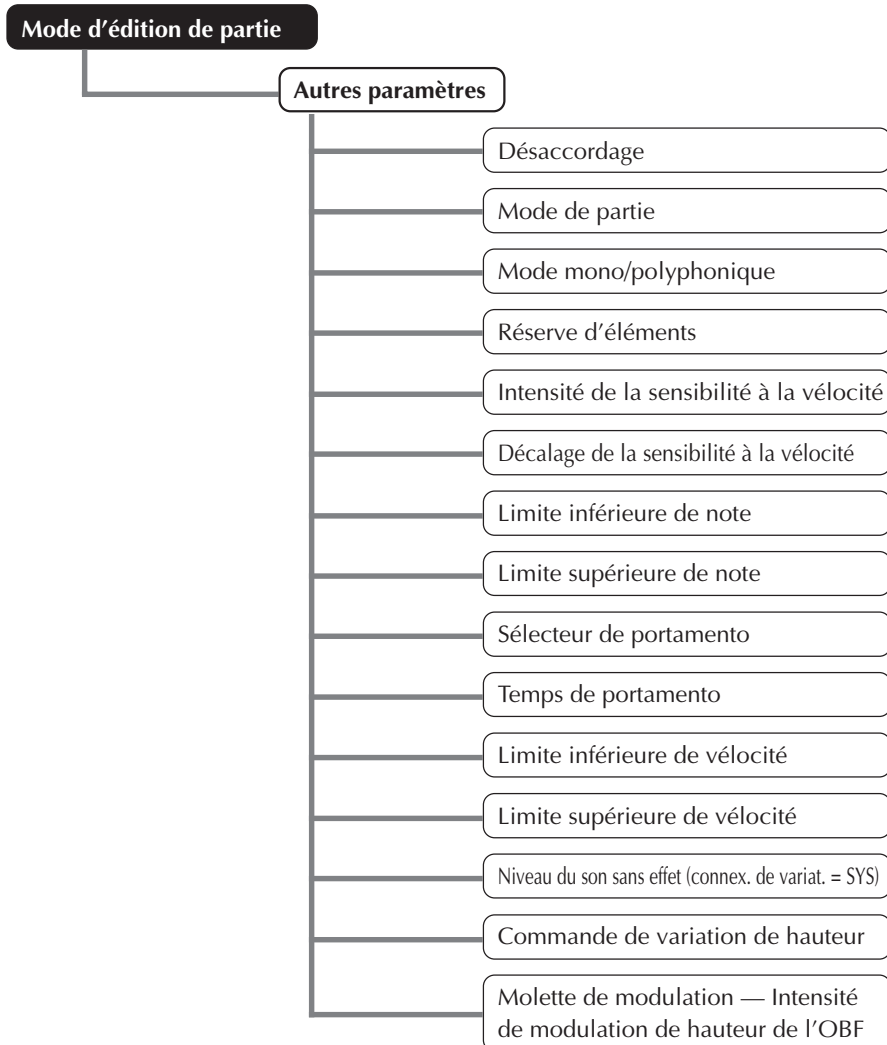 Mode d’édition de partie
Autres paramètres
Désaccordage
Mode de partie
Mode mono/polyphonique
Réserve d’éléments
Intensité de la sensibilité à la vélocité
Décalage de la sensibilité à la vélocité
Limite inférieure de note
Limite supérieure de note
Sélecteur de portamento
Temps de portamento
Limite inférieure de vélocité
Limite supérieure de vélocité
Niveau du son sans effet (connex. de variat. = SYS)
Commande de variation de hauteur
Molette de modulation — Intensité
de modulation de hauteur de l’OBF